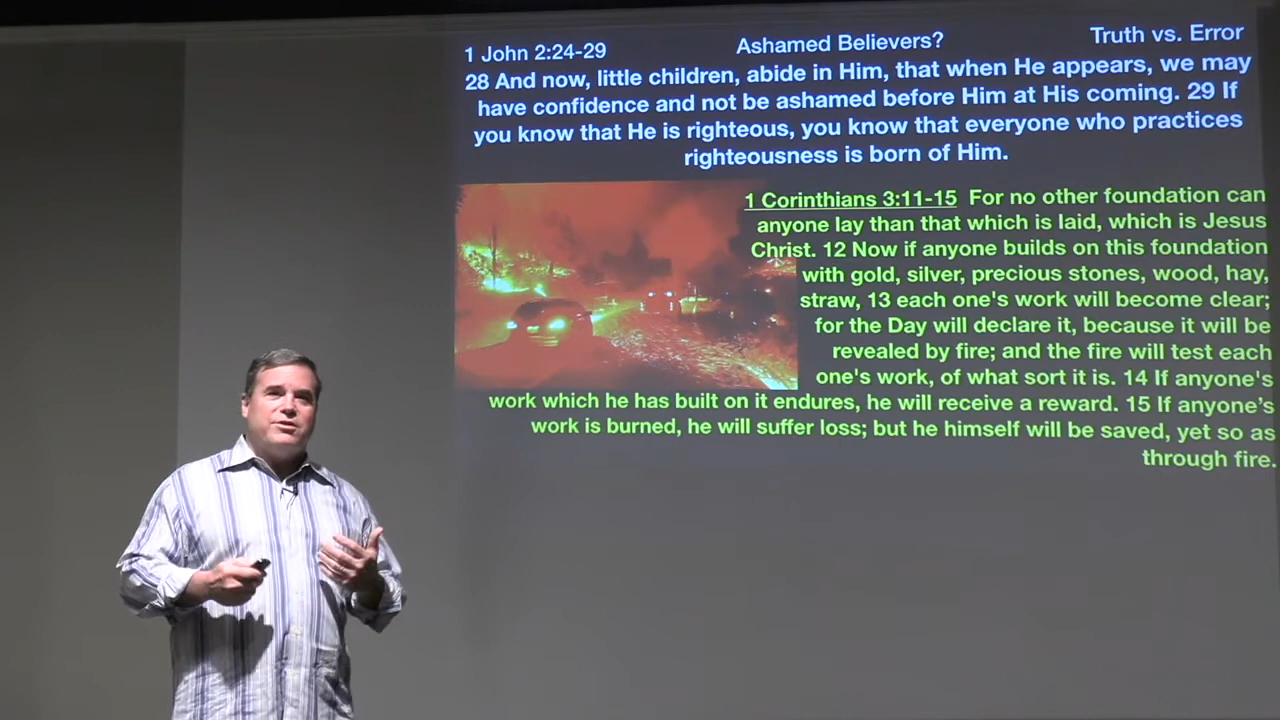 1 John 2:24-29 Ashamed Believers? Truth vs. Error
28 And now, little children, abide in Him, that when He appears, we may
have confidence and not be ashamed before Him at His coming. 29 If
you know that He is righteous, you know that everyone who practices
righteousness is born of Him.
1 Corinthians 3:11-15 For no other foundation can
anyone lay than that which is laid, which is Jesus
Christ. 12 Now if anyone builds on this foundation
with gold, silver, precious stones, wood, hay,
straw, 13 each one's work will become clear;
for the Day will declare it, because it will be
revealed by fire; and the fire will test each
one's work, of what sort it is. 14 If anyone's
work which he has built on it endures, he will receive a reward. 15 If anyone's
work is burned, he will suffer loss; but he himself will be saved, yet so as
through fire.